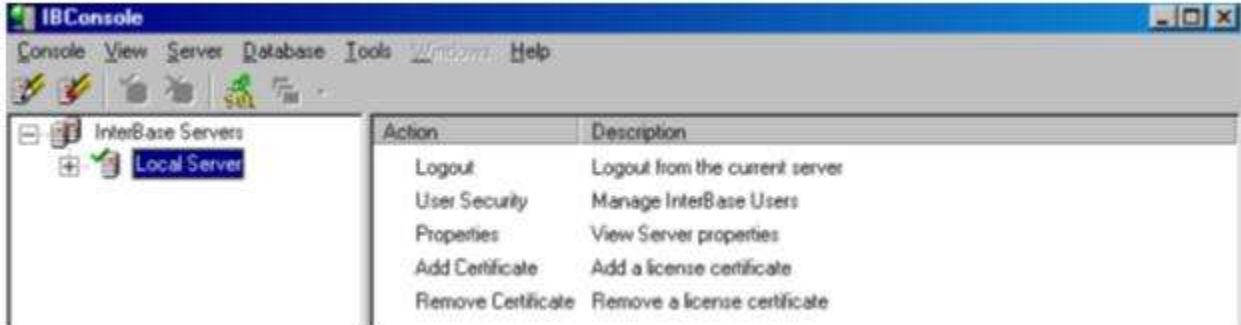 IBConsole
Console View Server Database Tools Windows Help
SQL
InterBase Servers
Local Server
Action Description
Logout Logout from the current server
User Security Manage InterBase Users
Properties View Server properties
Add Certificate Add a license certificate
Remove Certificate Remove a license certificate